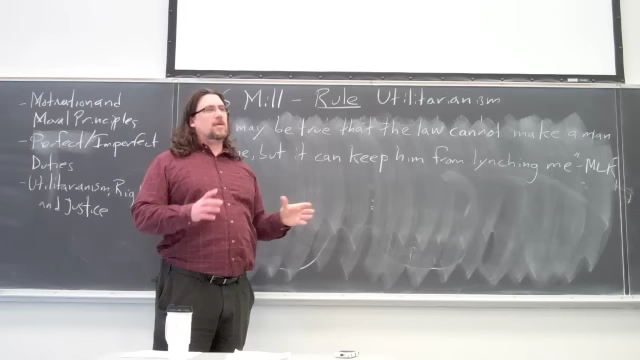 - Motivation and
Moral Principles
- Perfect/Imperfect
Duties
- Utilitarianism, Rig
and Justice
S Mill - Rule Utilitarianism
may be true that the law cannot make a man
me, but it can keep him from lynching me" - MLK